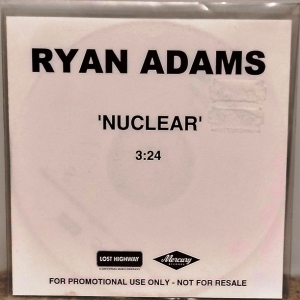 RYAN ADAMS
'NUCLEAR'
3:24
LOST HIGHWAY
Mercury
FOR PROMOTIONAL USE ONLY - NOT FOR RESALE